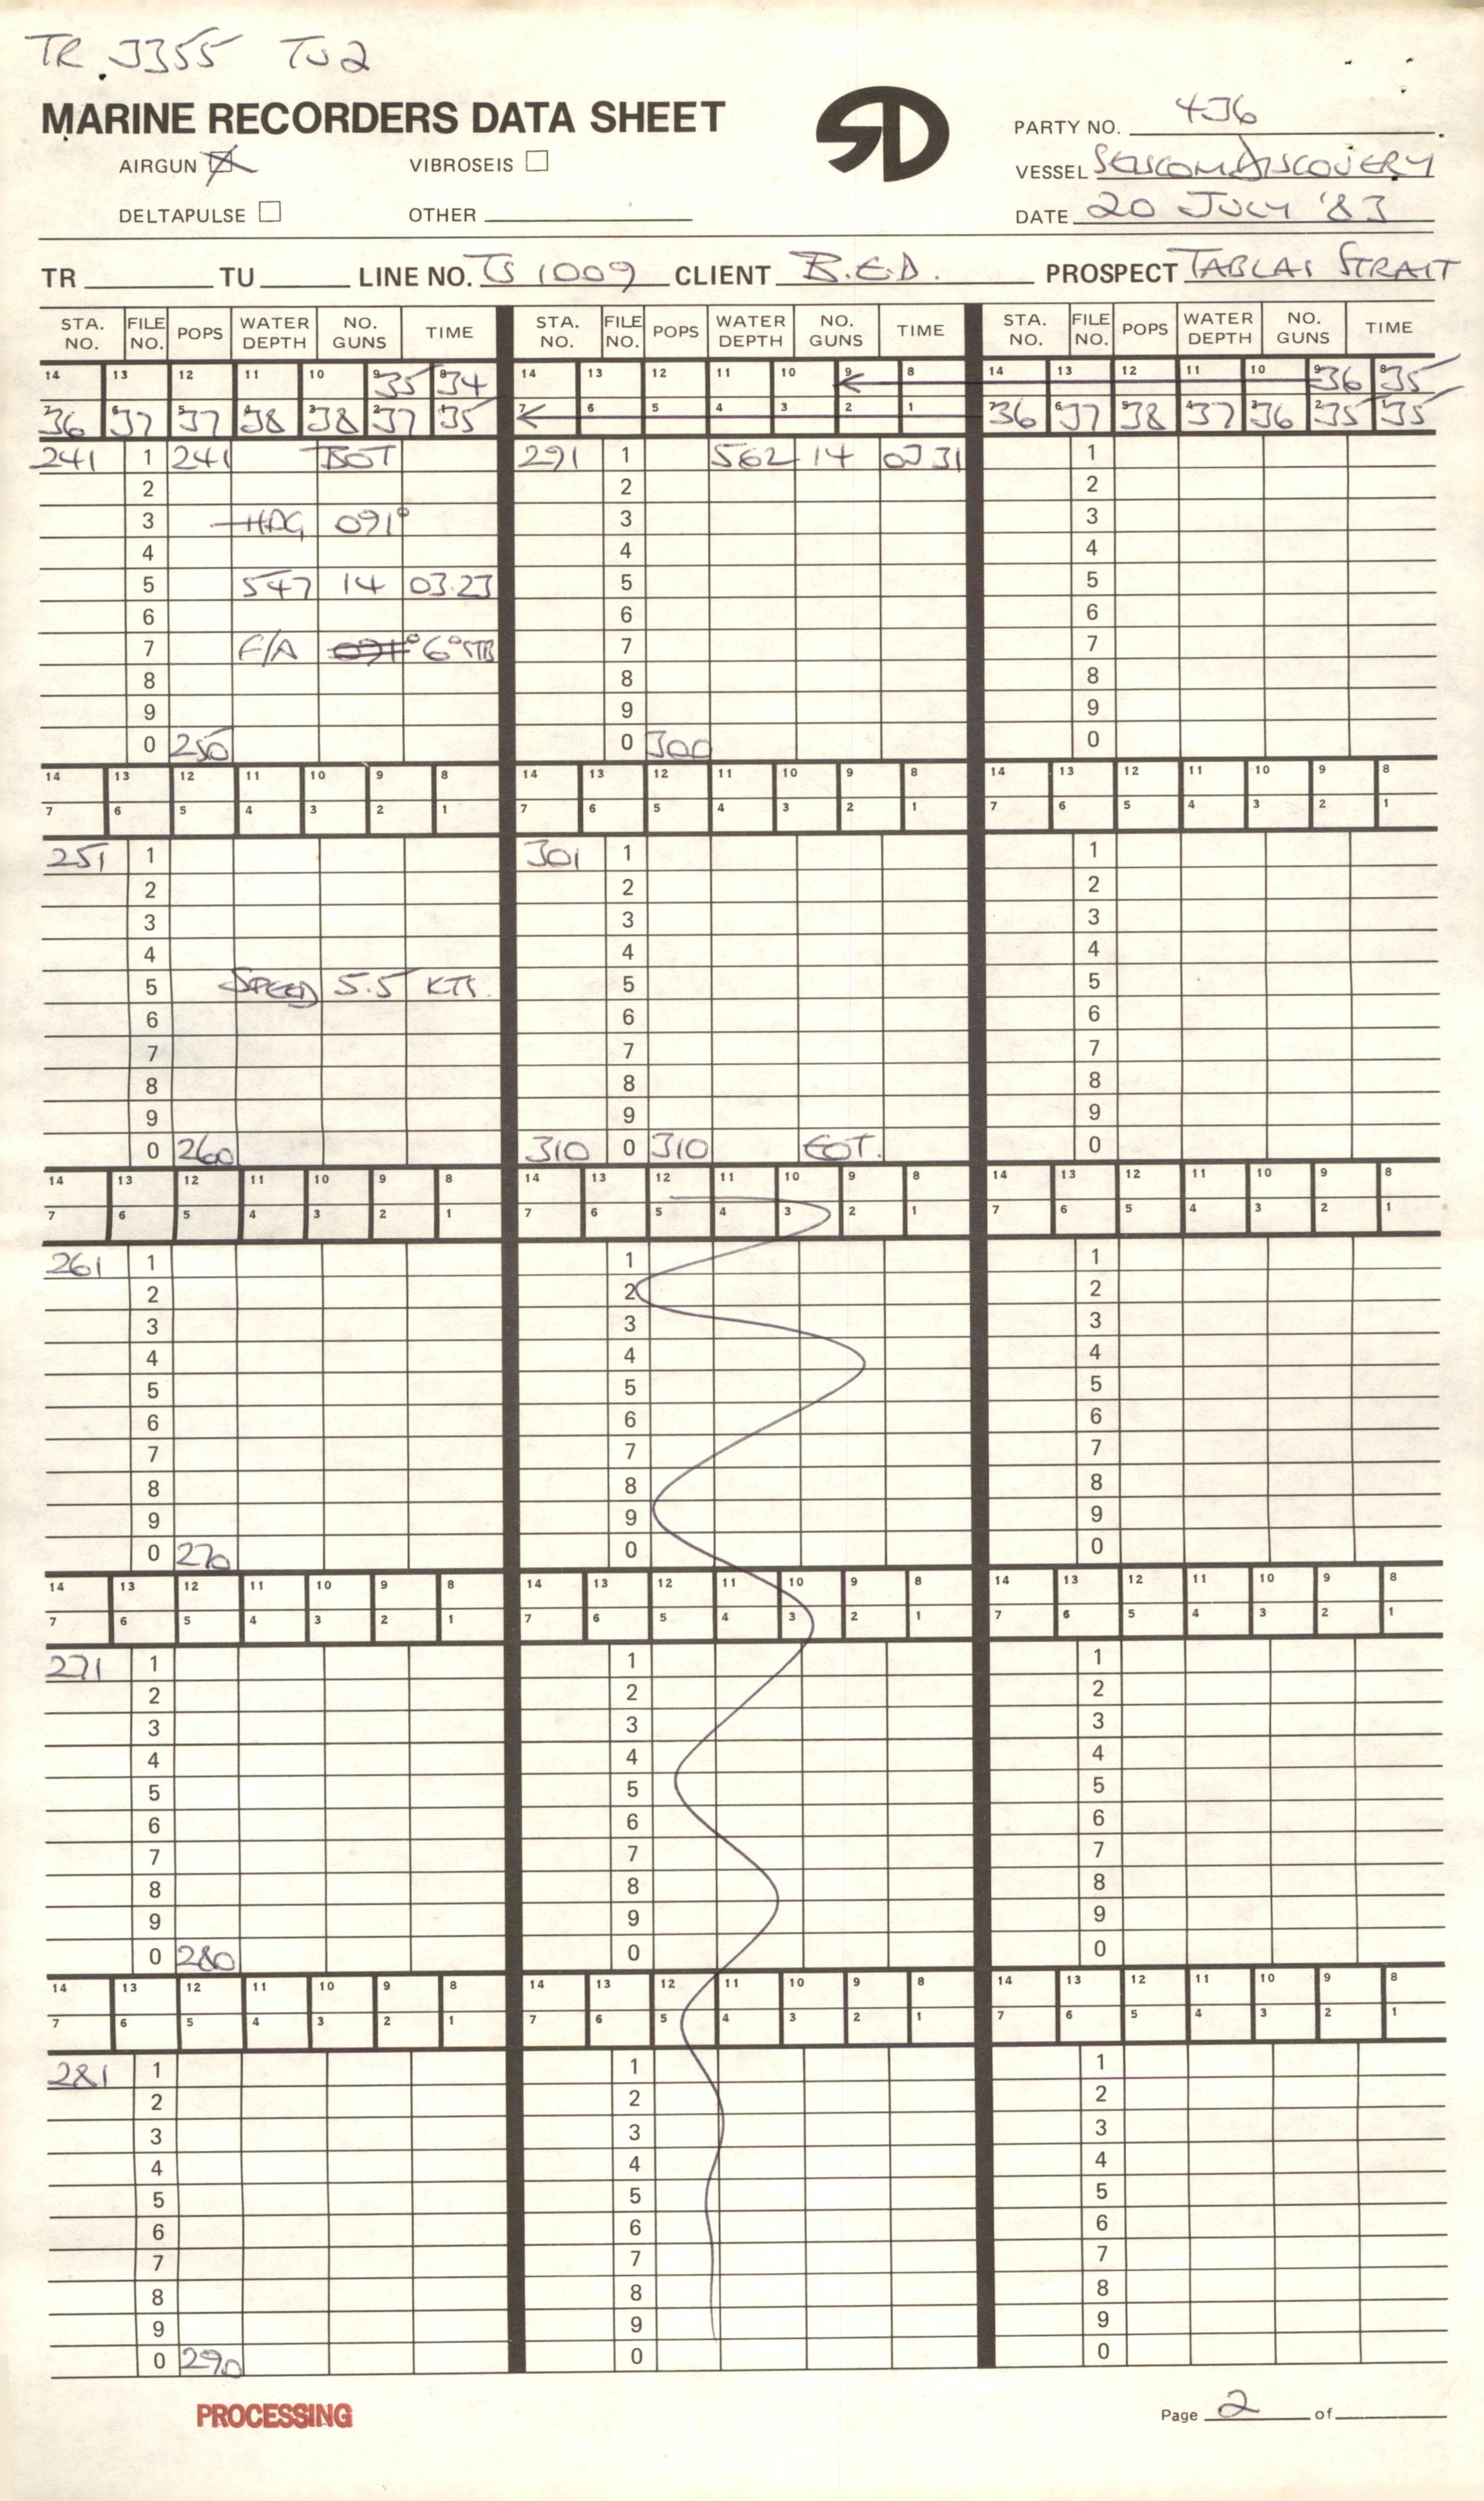 TR. 3355 TU2
MARINE RECORDERS DATA SHEET
SD
PARTY NO. 436
AIRGUN VIBROSEIS
VESSEL SEISCOM DISCOVERY
DELTAPULSE OTHER
DATE 20 JULY '83
TR TU LINE NO. TS 1009 CLIENT B.E.D. PROSPECT TABLAS STRAIT
STA. NO. FILE NO. POPS WATER DEPTH NO. GUNS TIME STA. NO. FILE NO. POPS WATER DEPTH NO. GUNS TIME STA. NO. FILE NO. POPS WATER DEPTH NO. GUNS TIME
14 13 12 11 10 9 35 8 34 14 13 12 11 10 9 8 14 13 12 11 10 9 36 8 35
7 36 6 37 5 37 4 38 3 38 2 37 1 35 7 6 5 4 3 2 1 7 36 6 37 5 38 4 37 3 36 2 35 1 35
241 1 241 BOT 291 1 562 14 03 31 1
2 2 2
3 HDG 091° 3 3
4 4 4
5 547 14 03.23 5 5
6 6 6
7 F/A 6° STB 7 7
8 8 8
9 9 9
0 250 0 300 0
14 13 12 11 10 9 8 14 13 12 11 10 9 8 14 13 12 11 10 9 8
7 6 5 4 3 2 1 7 6 5 4 3 2 1 7 6 5 4 3 2 1
251 1 301 1 1
2 2 2
3 3 3
4 4 4
5 SPEED 5.5 KTS. 5 5
6 6 6
7 7 7
8 8 8
9 9 9
0 260 310 0 310 EOT. 0
14 13 12 11 10 9 8 14 13 12 11 10 9 8 14 13 12 11 10 9 8
7 6 5 4 3 2 1 7 6 5 4 3 2 1 7 6 5 4 3 2 1
261 1 1 1
2 2 2
3 3 3
4 4 4
5 5 5
6 6 6
7 7 7
8 8 8
9 9 9
0 270 0 0
14 13 12 11 10 9 8 14 13 12 11 10 9 8 14 13 12 11 10 9 8
7 6 5 4 3 2 1 7 6 5 4 3 2 1 7 6 5 4 3 2 1
271 1 1 1
2 2 2
3 3 3
4 4 4
5 5 5
6 6 6
7 7 7
8 8 8
9 9 9
0 280 0 0
14 13 12 11 10 9 8 14 13 12 11 10 9 8 14 13 12 11 10 9 8
7 6 5 4 3 2 1 7 6 5 4 3 2 1 7 6 5 4 3 2 1
281 1 1 1
2 2 2
3 3 3
4 4 4
5 5 5
6 6 6
7 7 7
8 8 8
9 9 9
0 290 0 0
PROCESSING
Page 2 of